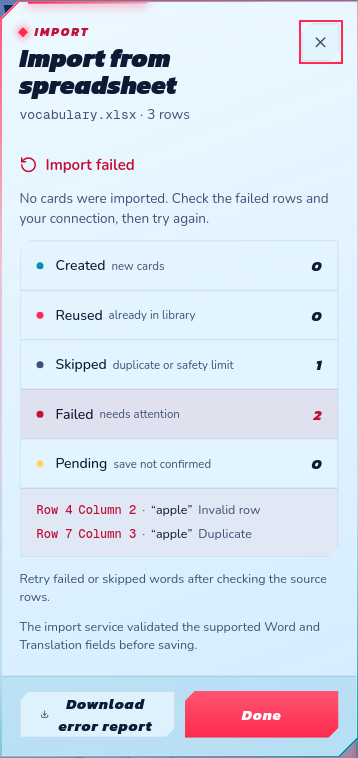 IMPORT
Import from
spreadsheet
vocabulary.xlsx · 3 rows
Import failed
No cards were imported. Check the failed rows and
your connection, then try again.
Created new cards 0
Reused already in library 0
Skipped duplicate or safety limit 1
Failed needs attention 2
Pending save not confirmed 0
Row 4 Column 2 · “apple” Invalid row
Row 7 Column 3 · “apple” Duplicate
Retry failed or skipped words after checking the source
rows.
The import service validated the supported Word and
Translation fields before saving.
Download
error report
Done